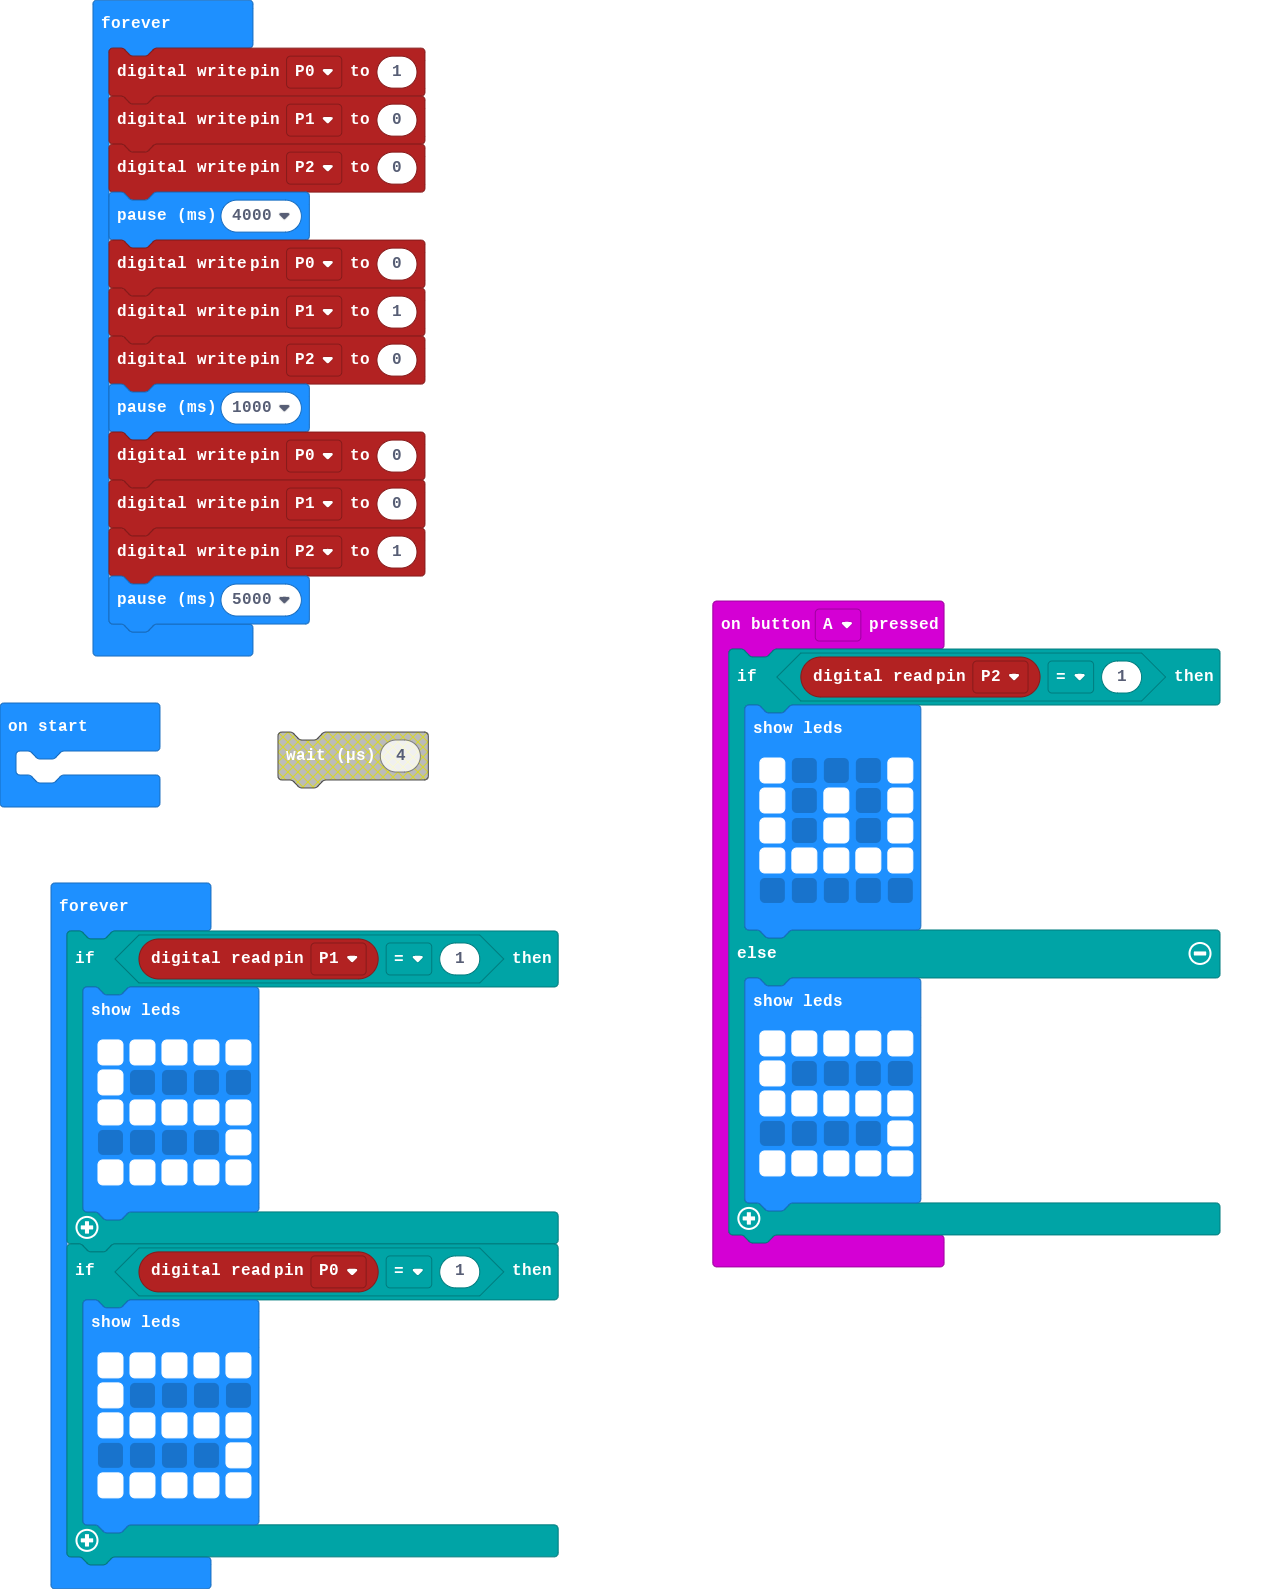 forever
digital write pin P0 to 1
digital write pin P1 to 0
digital write pin P2 to 0
pause (ms) 4000
digital write pin P0 to 0
digital write pin P1 to 1
digital write pin P2 to 0
pause (ms) 1000
digital write pin P0 to 0
digital write pin P1 to 0
digital write pin P2 to 1
pause (ms) 5000
on start
wait (µs) 4
forever
if digital read pin P1 = 1 then
show leds
if digital read pin P0 = 1 then
show leds
on button A pressed
if digital read pin P2 = 1 then
show leds
else
show leds